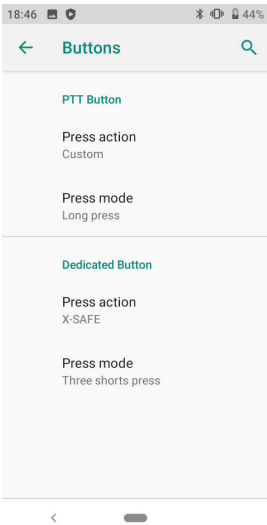 18:46 44%
Buttons
PTT Button
Press action
Custom
Press mode
Long press
Dedicated Button
Press action
X-SAFE
Press mode
Three shorts press